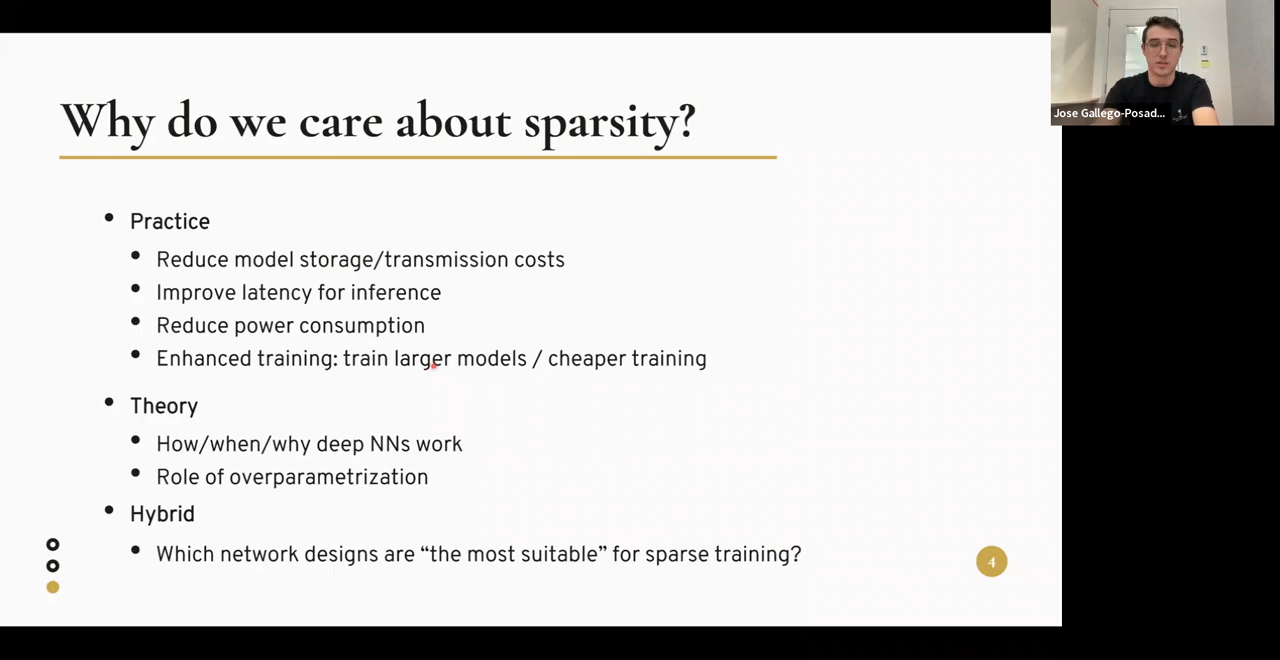 Why do we care about sparsity?
Jose Gallego-Posad...
Practice
Reduce model storage/transmission costs
Improve latency for inference
Reduce power consumption
Enhanced training: train larger models / cheaper training
Theory
How/when/why deep NNs work
Role of overparametrization
Hybrid
Which network designs are “the most suitable” for sparse training?
4